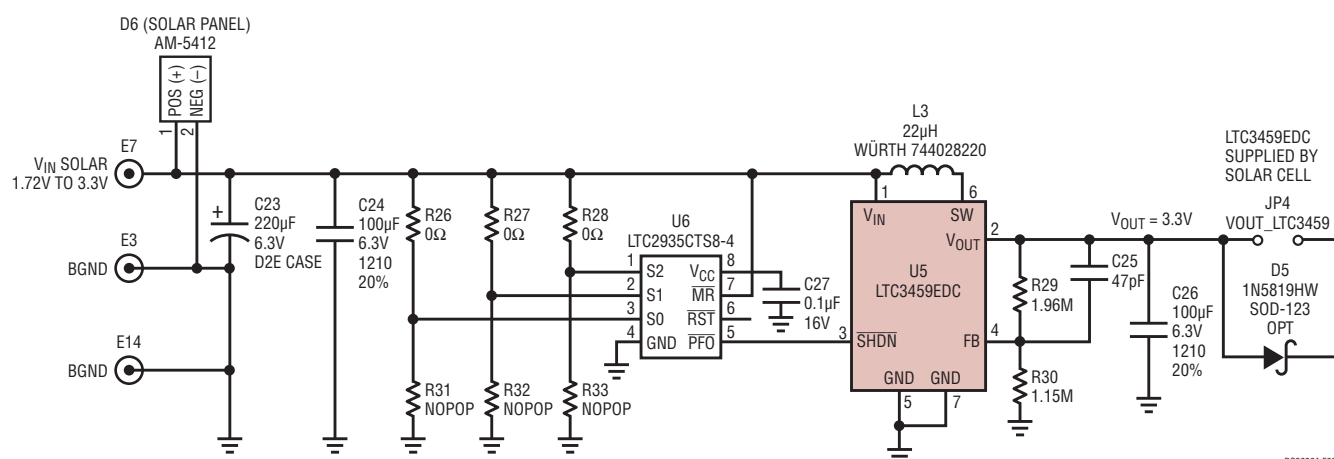 D6 (SOLAR PANEL)
AM-5412
POS (+)
NEG (–)
1
2
E7
VIN SOLAR
1.72V TO 3.3V
E3
BGND
E14
BGND
+
C23
220µF
6.3V
D2E CASE
C24
100µF
6.3V
1210
20%
R26
0Ω
R27
0Ω
R28
0Ω
R31
NOPOP
R32
NOPOP
R33
NOPOP
U6
LTC2935CTS8-4
1
S2
2
S1
3
S0
4
GND
VCC
8
MR
7
RST
6
PFO
5
C27
0.1µF
16V
L3
22µH
WÜRTH 744028220
1
6
VIN
SW
VOUT
2
U5
LTC3459EDC
3
SHDN
FB
4
GND
GND
5
7
R29
1.96M
R30
1.15M
C25
47pF
VOUT = 3.3V
C26
100µF
6.3V
1210
20%
LTC3459EDC
SUPPLIED BY
SOLAR CELL
JP4
VOUT_LTC3459
D5
1N5819HW
SOD-123
OPT